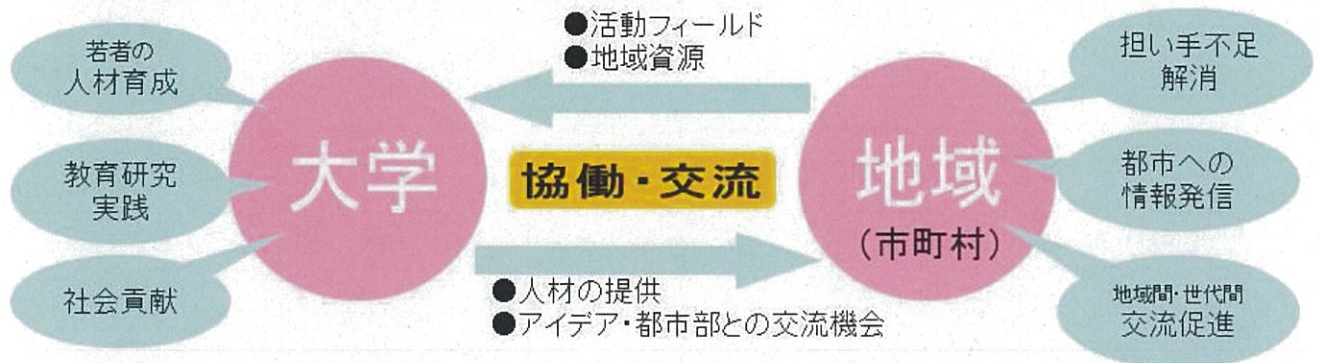 若者の
人材育成
教育研究
実践
社会貢献
大学
●活動フィールド
●地域資源
協働・交流
●人材の提供
●アイデア・都市部との交流機会
地域
（市町村）
担い手不足
解消
都市への
情報発信
地域間・世代間
交流促進